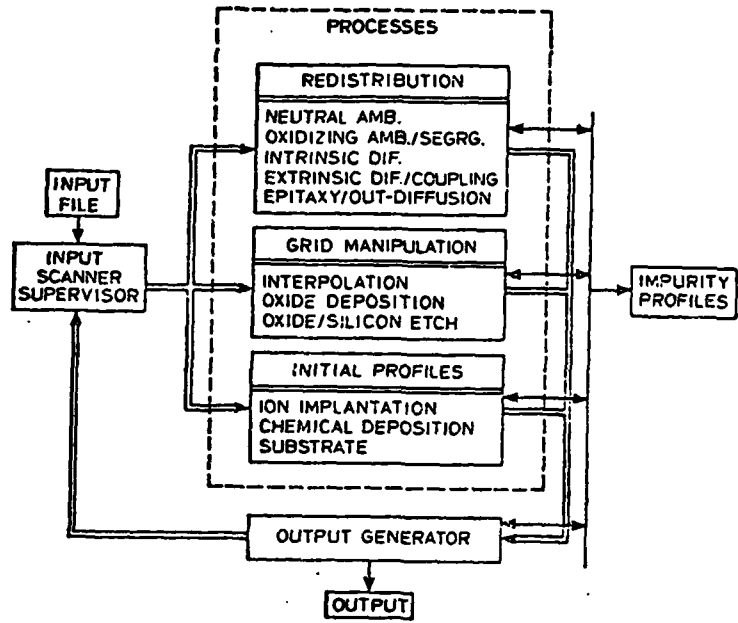 PROCESSES
REDISTRIBUTION
NEUTRAL AMB.
OXIDIZING AMB./SEGRG.
INTRINSIC DIF.
EXTRINSIC DIF./COUPLING
EPITAXY/OUT-DIFFUSION
INPUT
FILE
INPUT
SCANNER
SUPERVISOR
GRID MANIPULATION
INTERPOLATION
OXIDE DEPOSITION
OXIDE/SILICON ETCH
IMPURITY
PROFILES
INITIAL PROFILES
ION IMPLANTATION
CHEMICAL DEPOSITION
SUBSTRATE
OUTPUT GENERATOR
OUTPUT